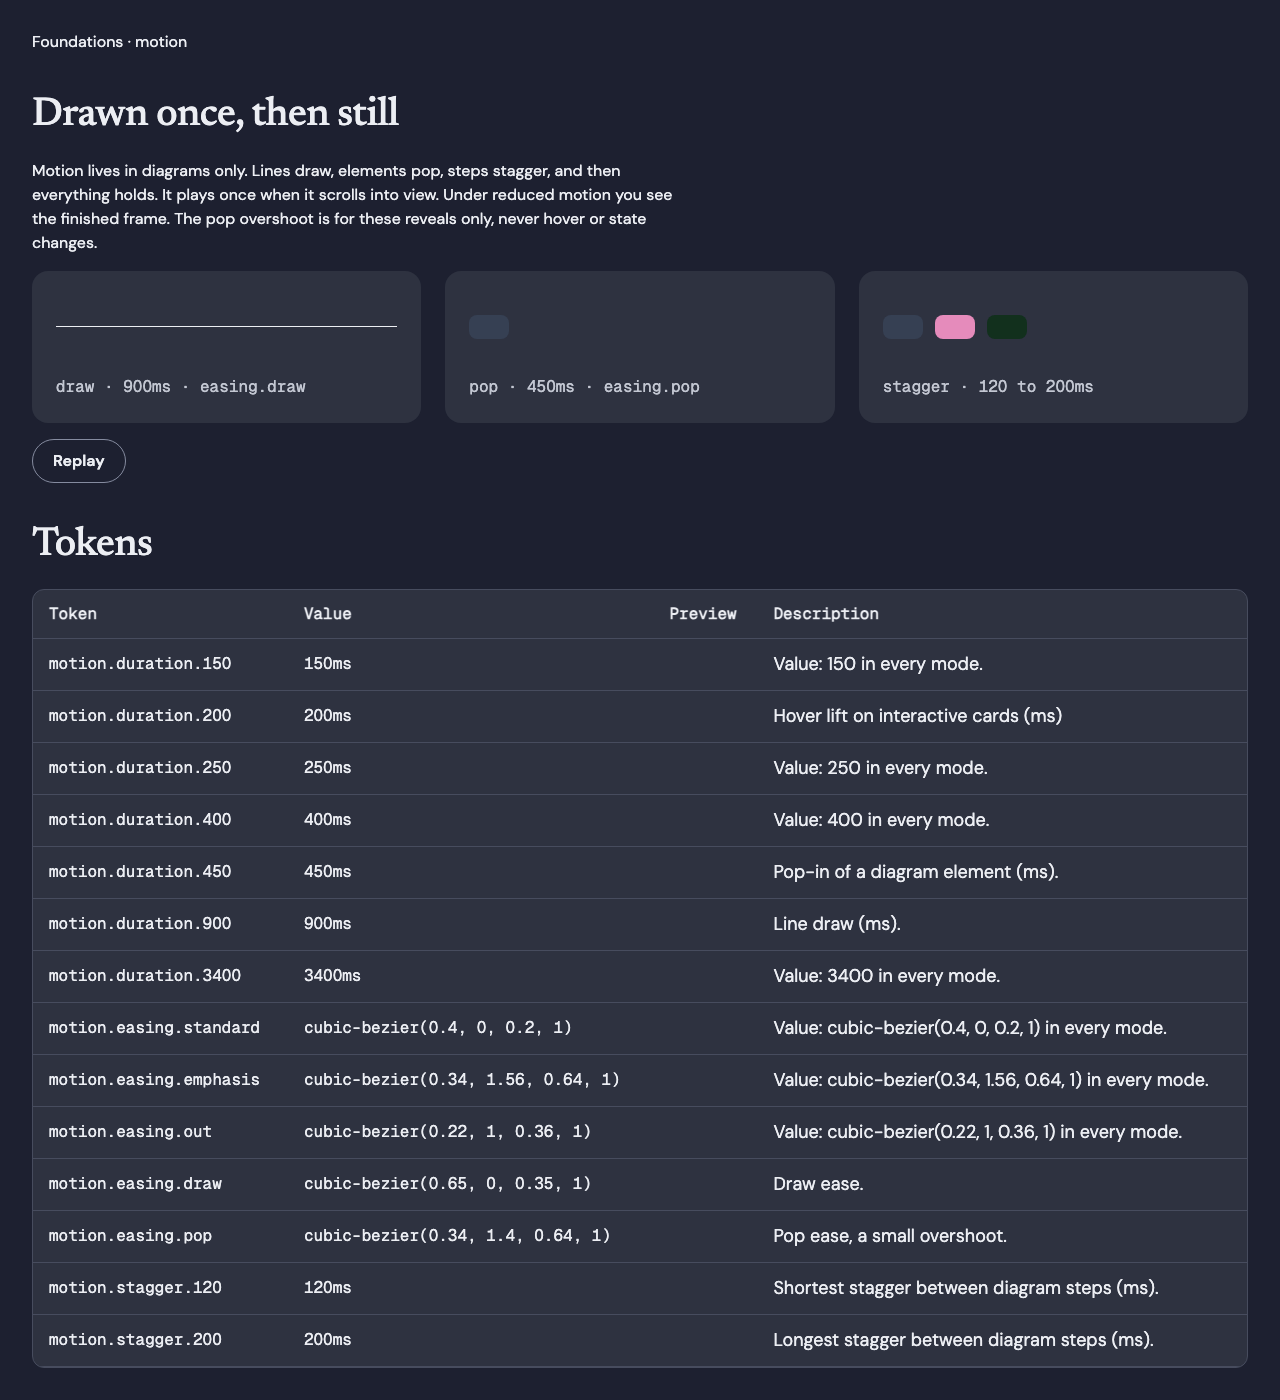 Foundations · motion
Drawn once, then still
Motion lives in diagrams only. Lines draw, elements pop, steps stagger, and then
everything holds. It plays once when it scrolls into view. Under reduced motion you see
the finished frame. The pop overshoot is for these reveals only, never hover or state
changes.
draw · 900ms · easing.draw
pop · 450ms · easing.pop
stagger · 120 to 200ms
Replay
Tokens
Token Value Preview Description
motion.duration.150 150ms Value: 150 in every mode.
motion.duration.200 200ms Hover lift on interactive cards (ms)
motion.duration.250 250ms Value: 250 in every mode.
motion.duration.400 400ms Value: 400 in every mode.
motion.duration.450 450ms Pop-in of a diagram element (ms).
motion.duration.900 900ms Line draw (ms).
motion.duration.3400 3400ms Value: 3400 in every mode.
motion.easing.standard cubic-bezier(0.4, 0, 0.2, 1) Value: cubic-bezier(0.4, 0, 0.2, 1) in every mode.
motion.easing.emphasis cubic-bezier(0.34, 1.56, 0.64, 1) Value: cubic-bezier(0.34, 1.56, 0.64, 1) in every mode.
motion.easing.out cubic-bezier(0.22, 1, 0.36, 1) Value: cubic-bezier(0.22, 1, 0.36, 1) in every mode.
motion.easing.draw cubic-bezier(0.65, 0, 0.35, 1) Draw ease.
motion.easing.pop cubic-bezier(0.34, 1.4, 0.64, 1) Pop ease, a small overshoot.
motion.stagger.120 120ms Shortest stagger between diagram steps (ms).
motion.stagger.200 200ms Longest stagger between diagram steps (ms).